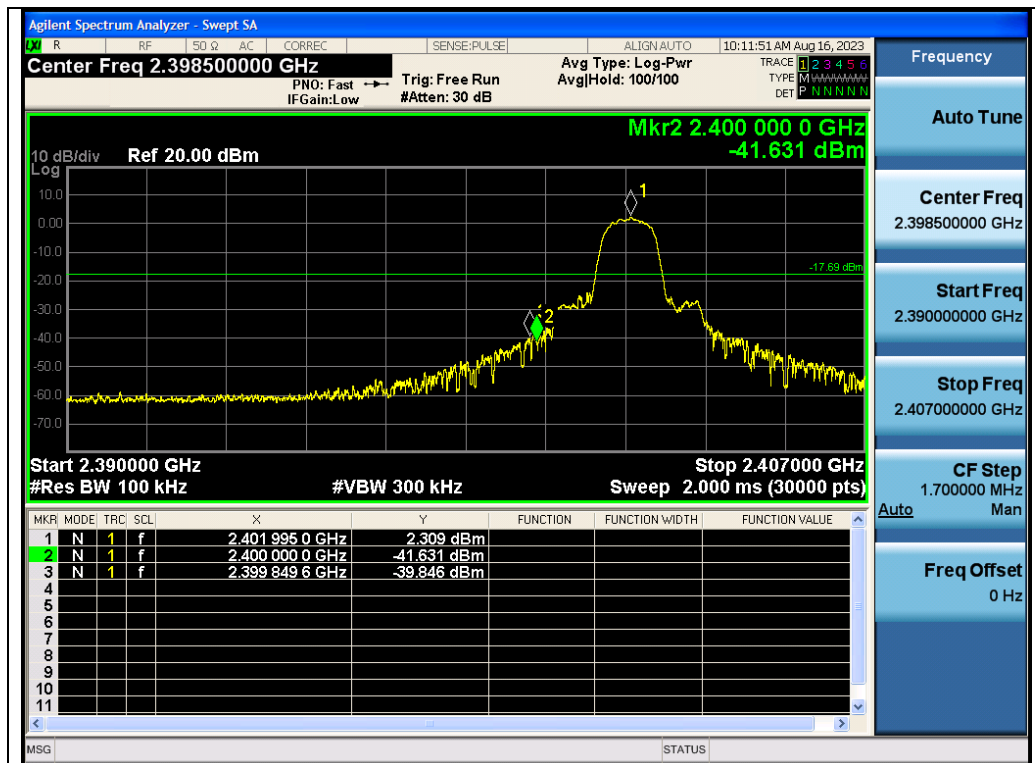 Agilent Spectrum Analyzer - Swept SA
LXI R RF 50 Ω AC CORREC SENSE:PULSE ALIGN AUTO 10:11:51 AM Aug 16, 2023
Center Freq 2.398500000 GHz
PNO: Fast
IFGain:Low
Trig: Free Run
#Atten: 30 dB
Avg Type: Log-Pwr
Avg|Hold: 100/100
TRACE 1 2 3 4 5 6
TYPE M
DET P N N N N N
Mkr2 2.400 000 0 GHz
-41.631 dBm
10 dB/div Ref 20.00 dBm
Log
10.0
0.00
-10.0
-20.0
-30.0
-40.0
-50.0
-60.0
-70.0
1
-17.69 dBm
2
Start 2.390000 GHz Stop 2.407000 GHz
#Res BW 100 kHz #VBW 300 kHz Sweep 2.000 ms (30000 pts)
MKR MODE TRC SCL X Y FUNCTION FUNCTION WIDTH FUNCTION VALUE
1 N 1 f 2.401 995 0 GHz 2.309 dBm
2 N 1 f 2.400 000 0 GHz -41.631 dBm
3 N 1 f 2.399 849 6 GHz -39.846 dBm
4
5
6
7
8
9
10
11
MSG STATUS
Frequency
Auto Tune
Center Freq
2.398500000 GHz
Start Freq
2.390000000 GHz
Stop Freq
2.407000000 GHz
CF Step
1.700000 MHz
Auto Man
Freq Offset
0 Hz